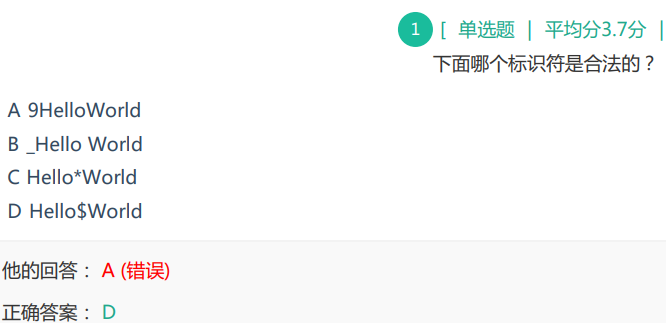 1 [ 单选题 | 平均分3.7分 |
下面哪个标识符是合法的？
A 9HelloWorld
B _Hello World
C Hello*World
D Hello$World
他的回答： A (错误)
正确答案： D